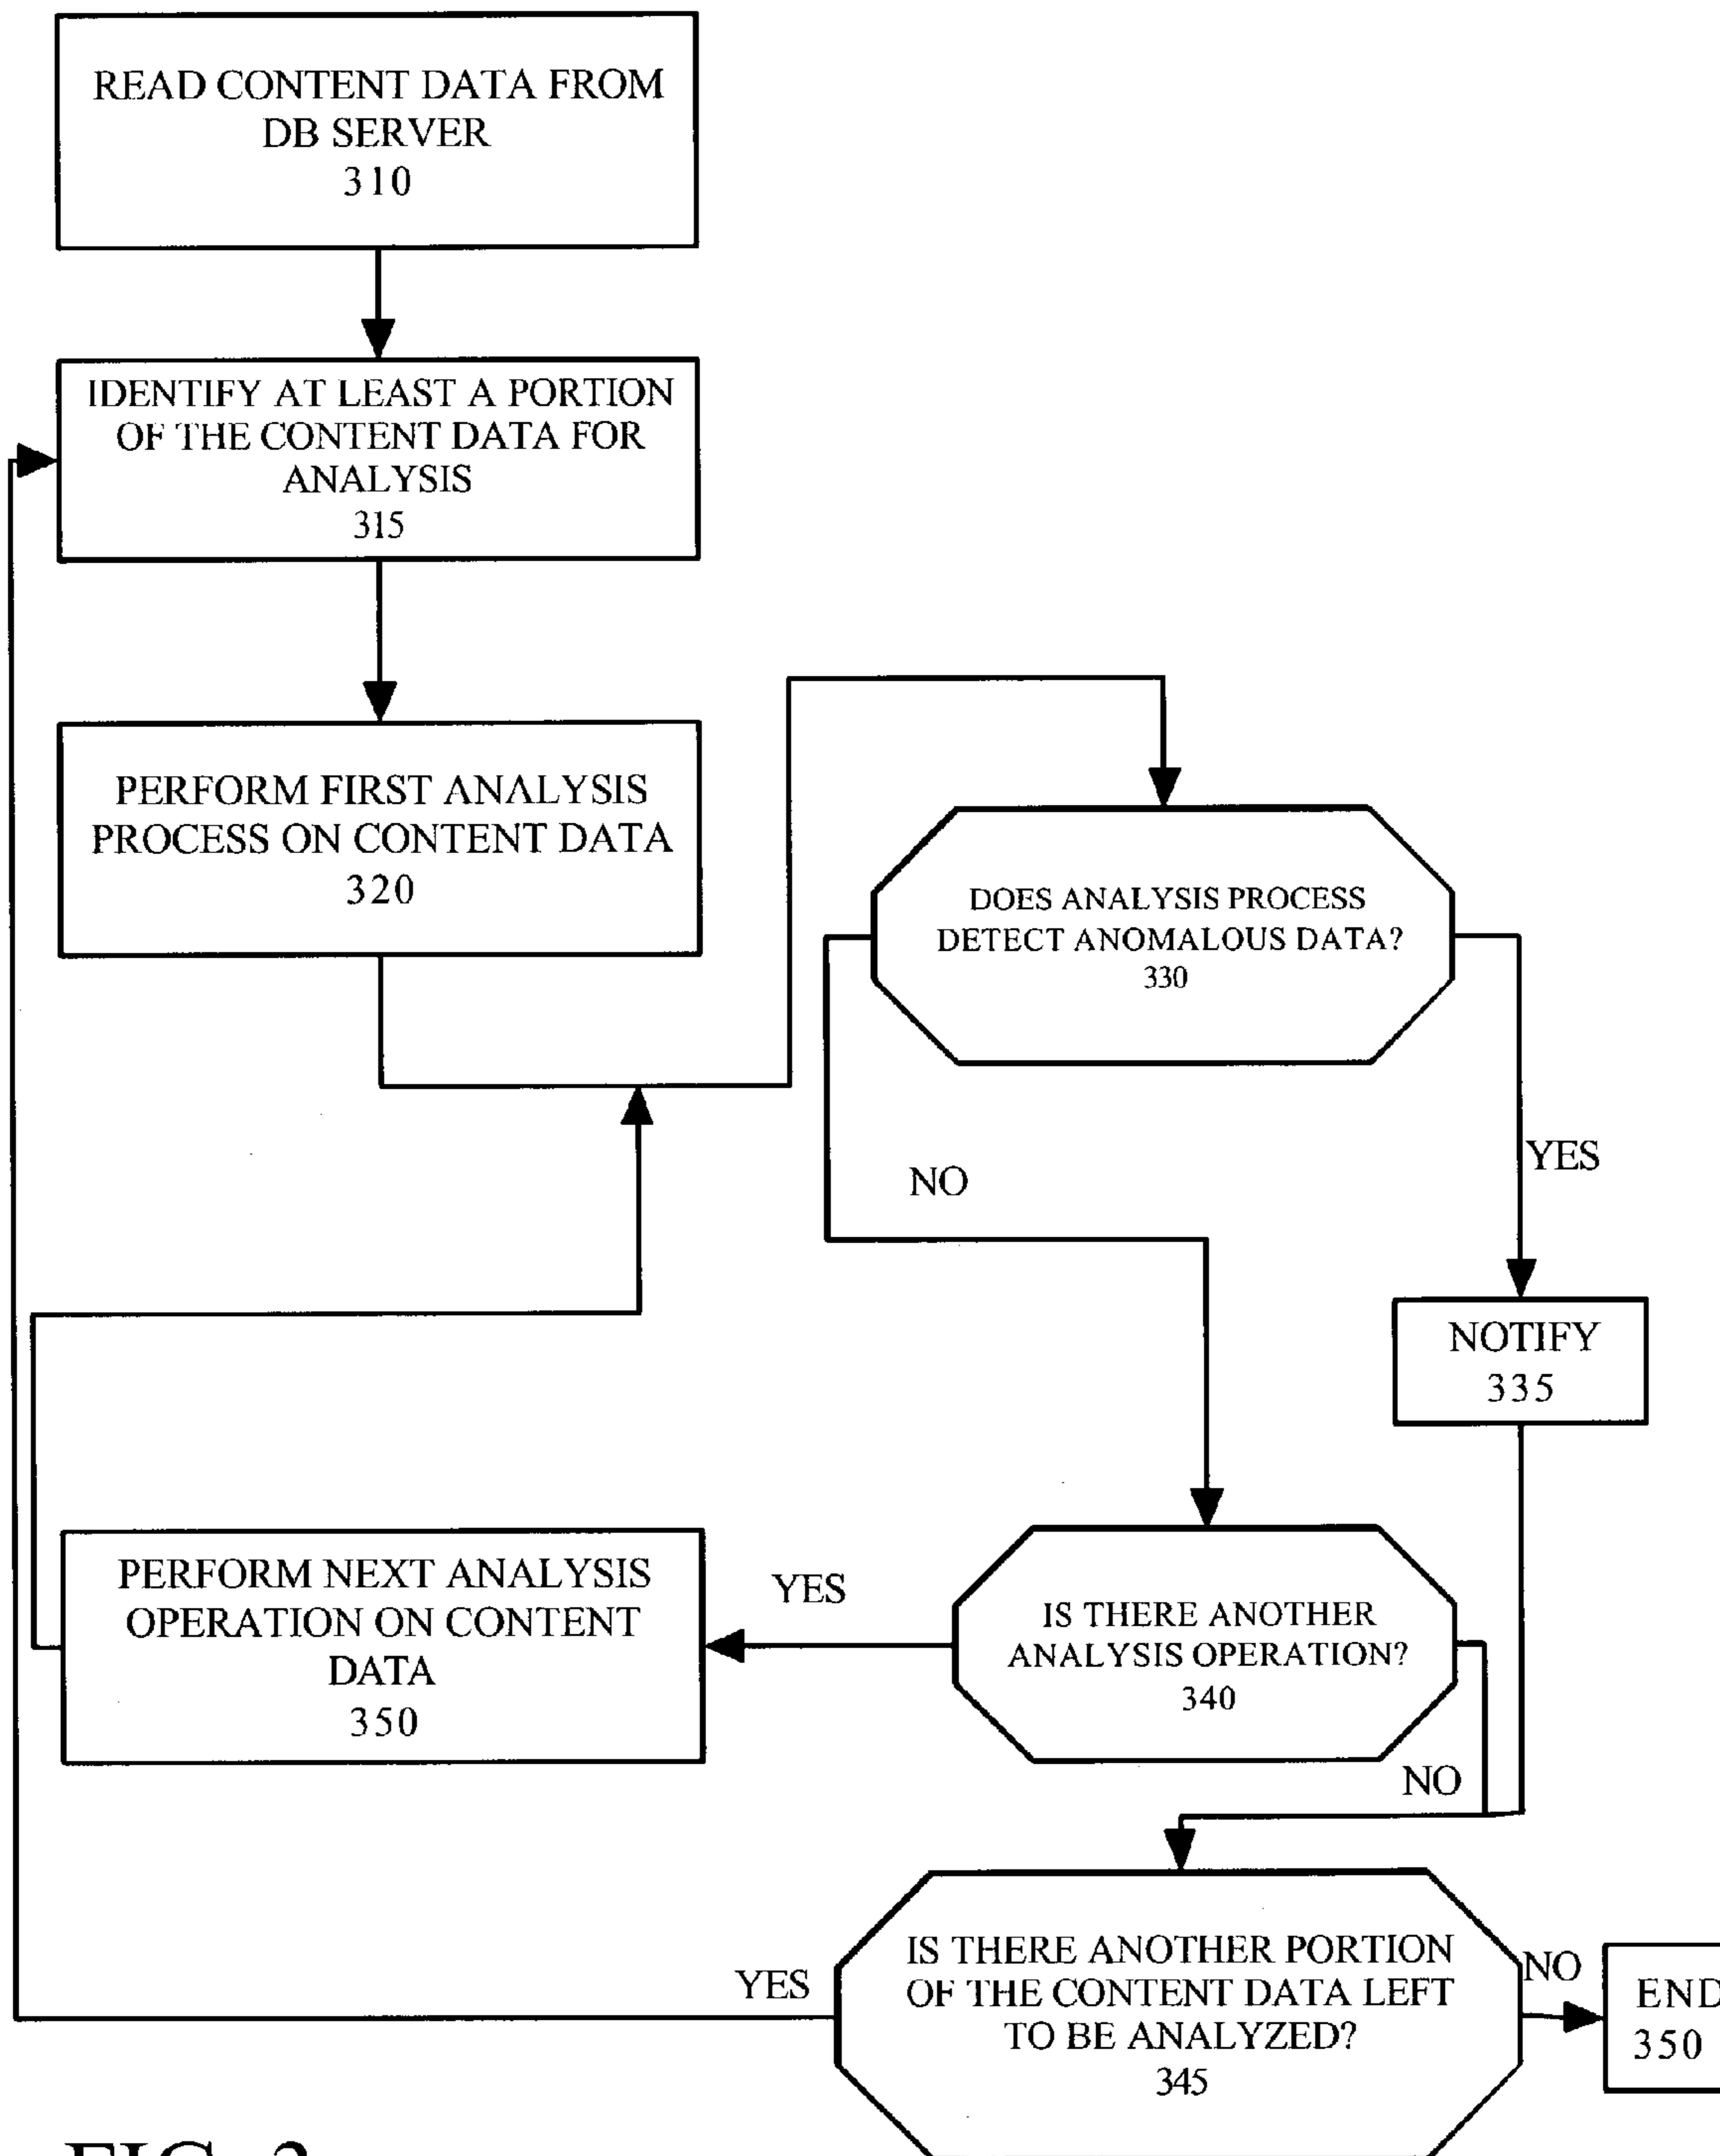 READ CONTENT DATA FROM
DB SERVER
310
IDENTIFY AT LEAST A PORTION
OF THE CONTENT DATA FOR
ANALYSIS
315
PERFORM FIRST ANALYSIS
PROCESS ON CONTENT DATA
320
DOES ANALYSIS PROCESS
DETECT ANOMALOUS DATA?
330
NO
YES
NOTIFY
335
PERFORM NEXT ANALYSIS
OPERATION ON CONTENT
DATA
350
YES
IS THERE ANOTHER
ANALYSIS OPERATION?
340
NO
YES
IS THERE ANOTHER PORTION
OF THE CONTENT DATA LEFT
TO BE ANALYZED?
345
NO
END
350